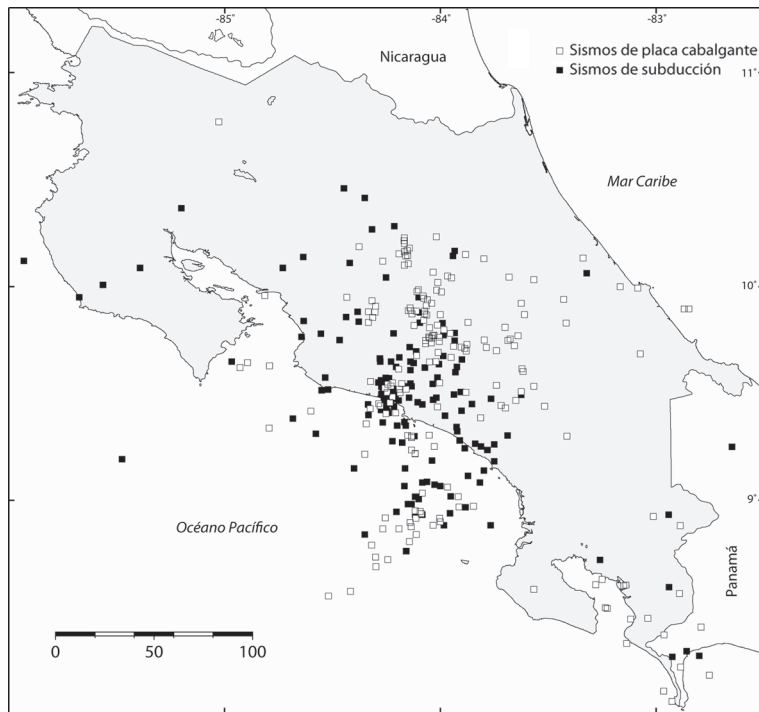 -85° -84° -83°
Nicaragua
Sismos de placa cabalgante
Sismos de subducción
11°
Mar Caribe
10°
9°
Océano Pacífico
Panamá
0 50 100